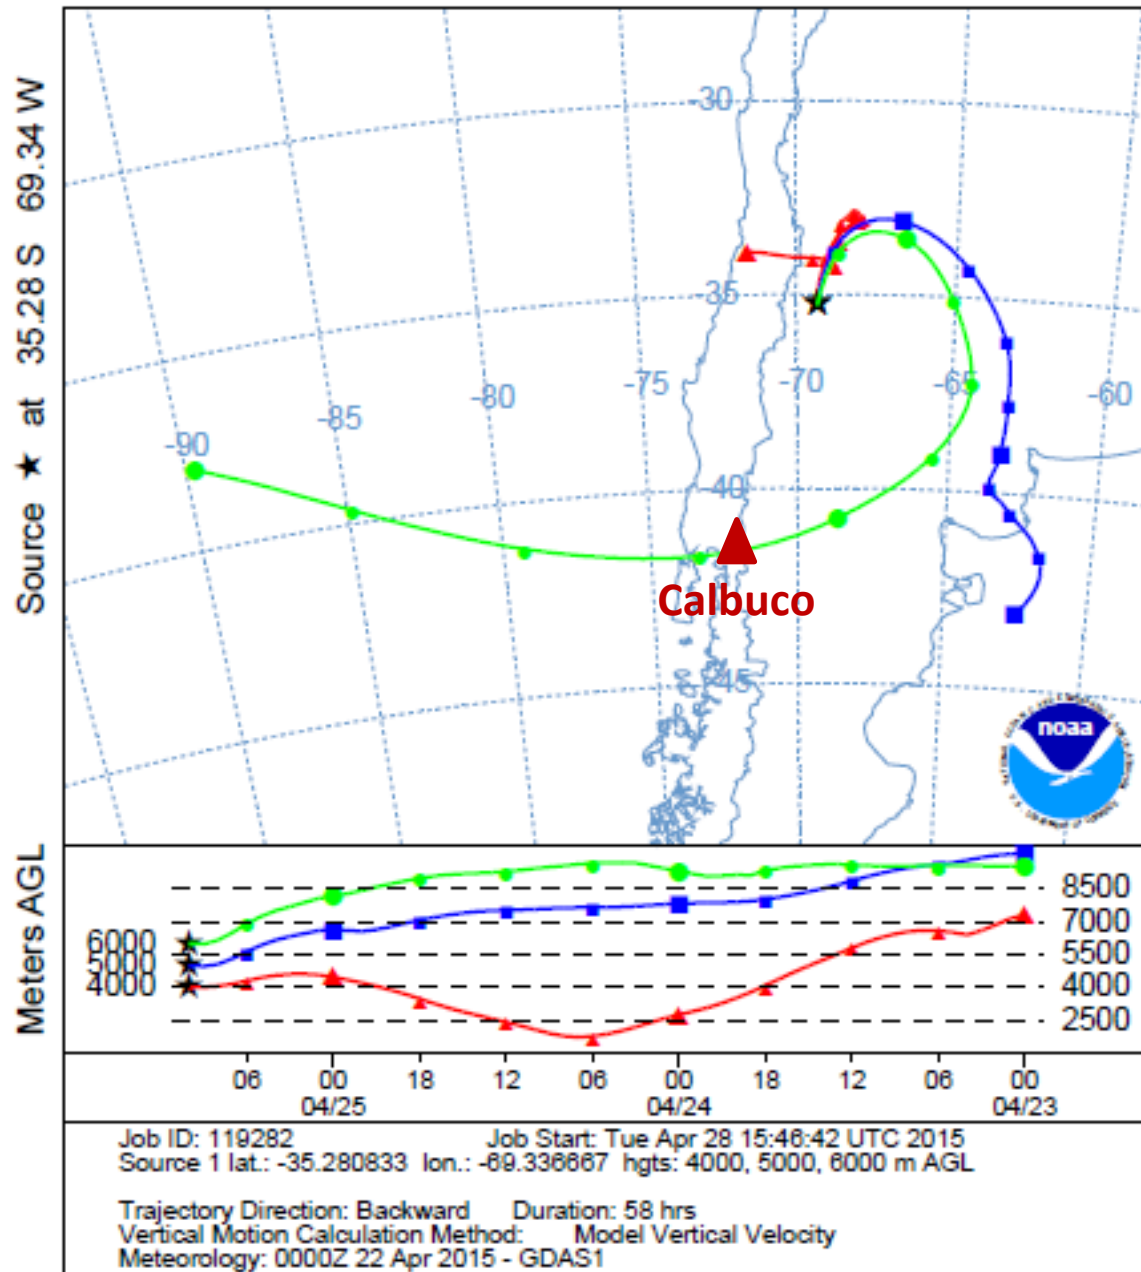 Source ★ at 35.28 S 69.34 W
-30
-35
-75
-70
-65
-60
-80
-85
-90
-40
Calbuco
-45
noaa
Meters AGL
8500
7000
6000
5500
5000
4000
4000
2500
06 00 18 12 06 00 18 12 06 00
04/25 04/24 04/23
Job ID: 119282 Job Start: Tue Apr 28 15:46:42 UTC 2015
Source 1 lat.: -35.280833 lon.: -69.336667 hgts: 4000, 5000, 6000 m AGL
Trajectory Direction: Backward Duration: 58 hrs
Vertical Motion Calculation Method: Model Vertical Velocity
Meteorology: 0000Z 22 Apr 2015 - GDAS1